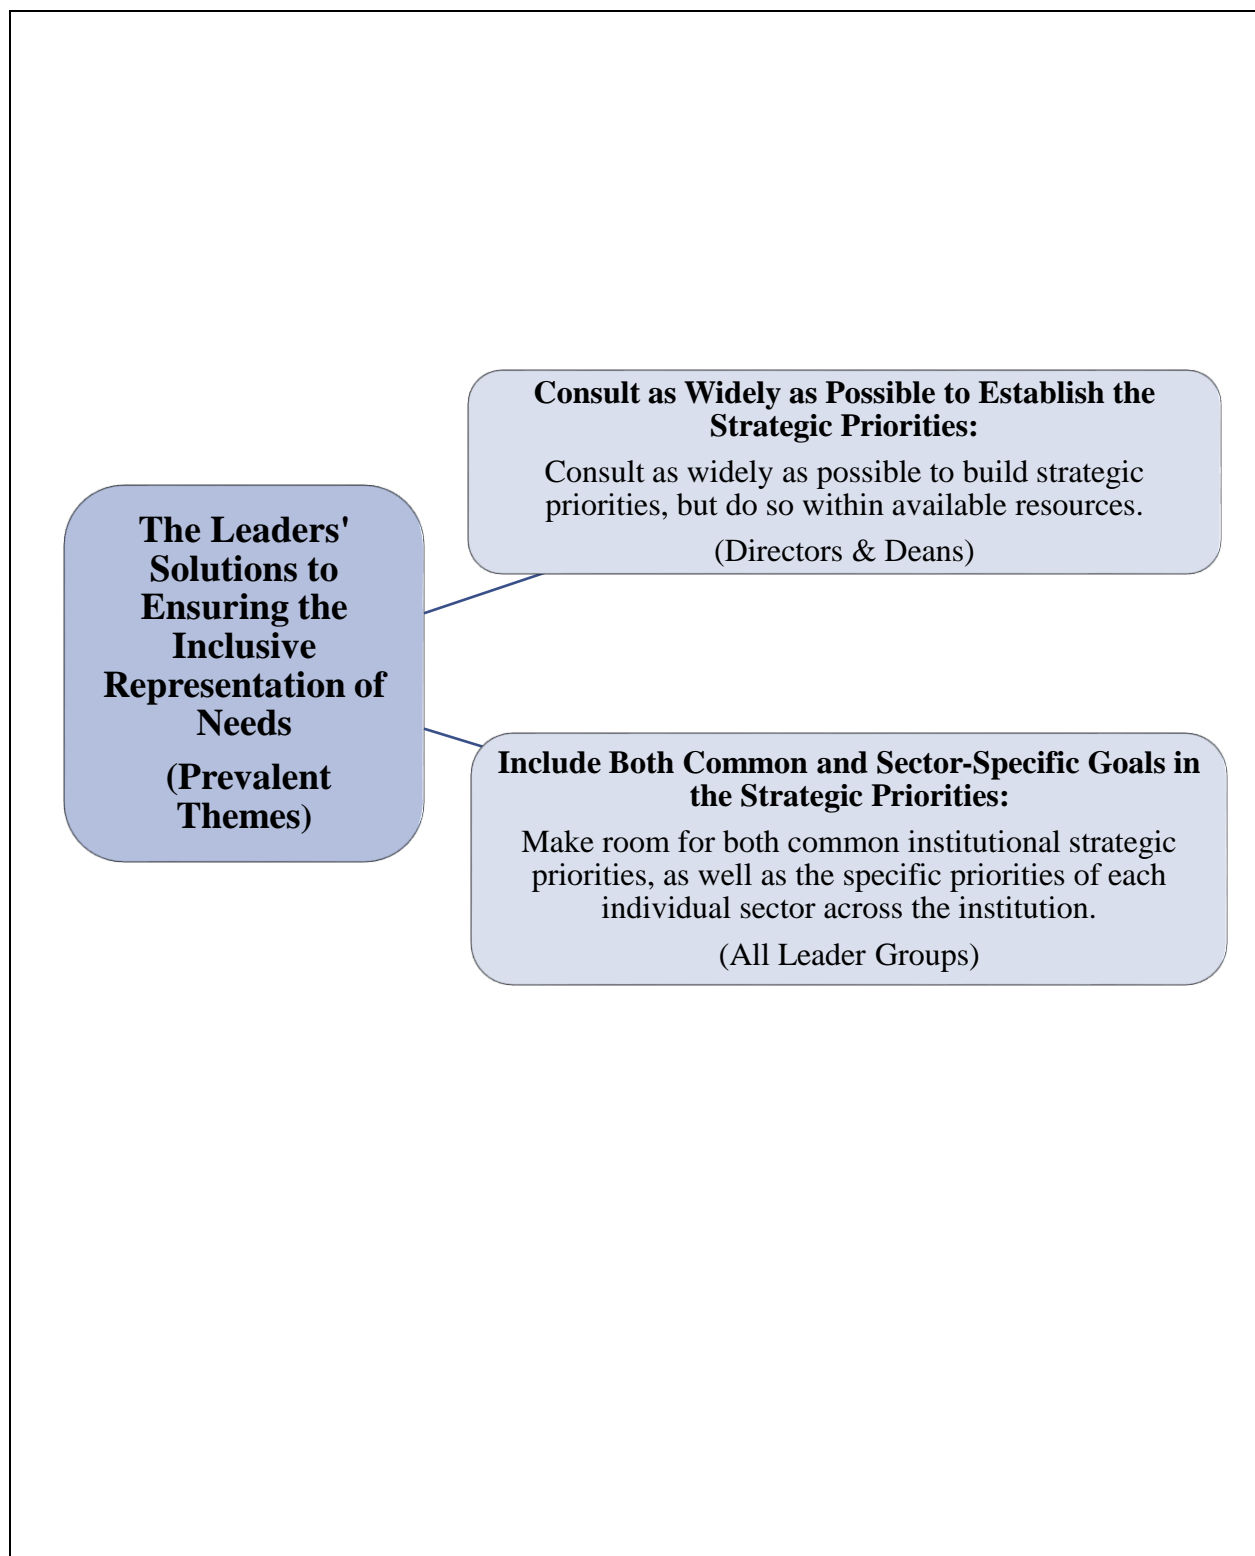 The Leaders'
Solutions to
Ensuring the
Inclusive
Representation of
Needs
(Prevalent
Themes)
Consult as Widely as Possible to Establish the
Strategic Priorities:
Consult as widely as possible to build strategic
priorities, but do so within available resources.
(Directors & Deans)
Include Both Common and Sector-Specific Goals in
the Strategic Priorities:
Make room for both common institutional strategic
priorities, as well as the specific priorities of each
individual sector across the institution.
(All Leader Groups)